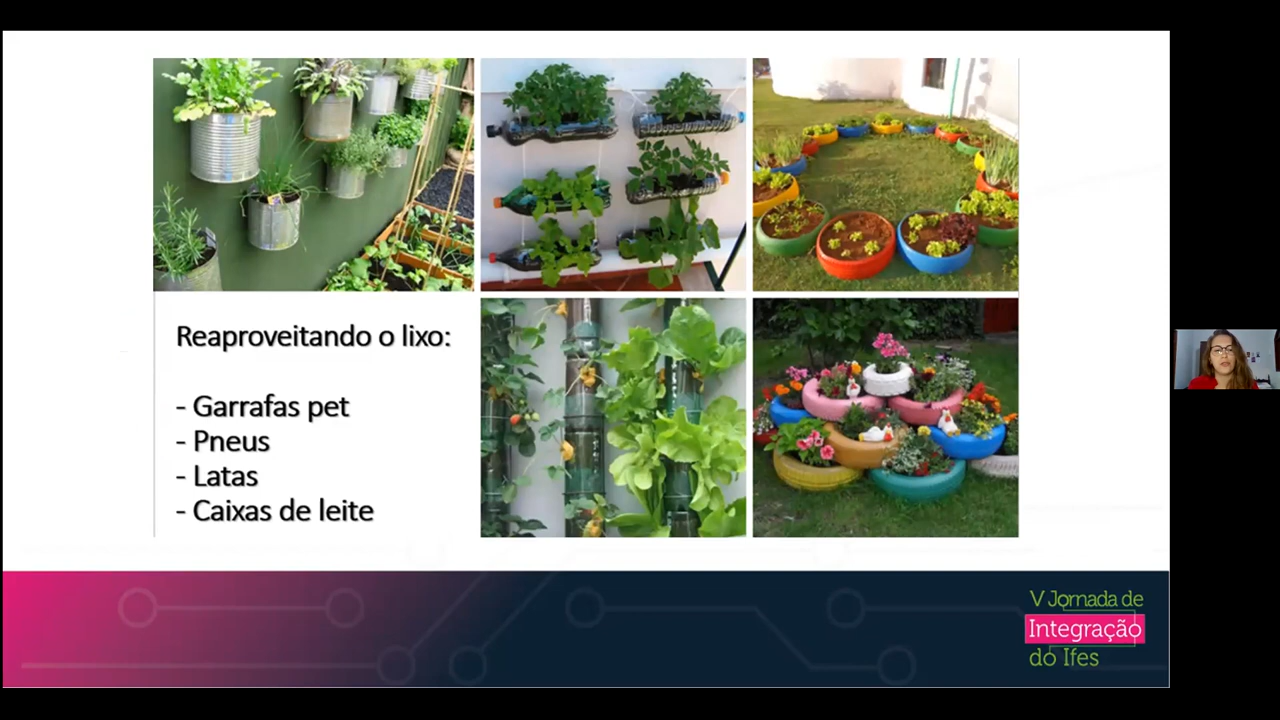 Reaproveitando o lixo:
- Garrafas pet
- Pneus
- Latas
- Caixas de leite
V Jornada de
Integração
do Ifes